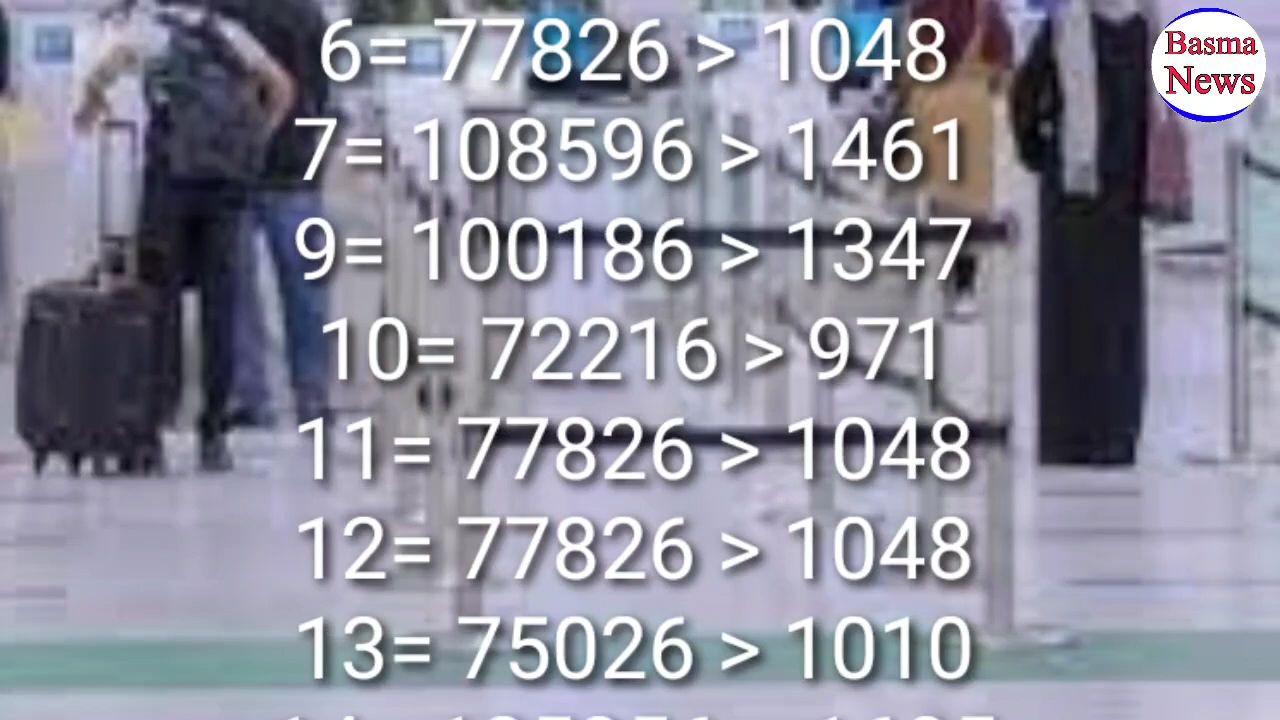 Basma
News
6= 77826 > 1048
7= 108596 > 1461
9= 100186 > 1347
10= 72216 > 971
11= 77826 > 1048
12= 77826 > 1048
13= 75026 > 1010